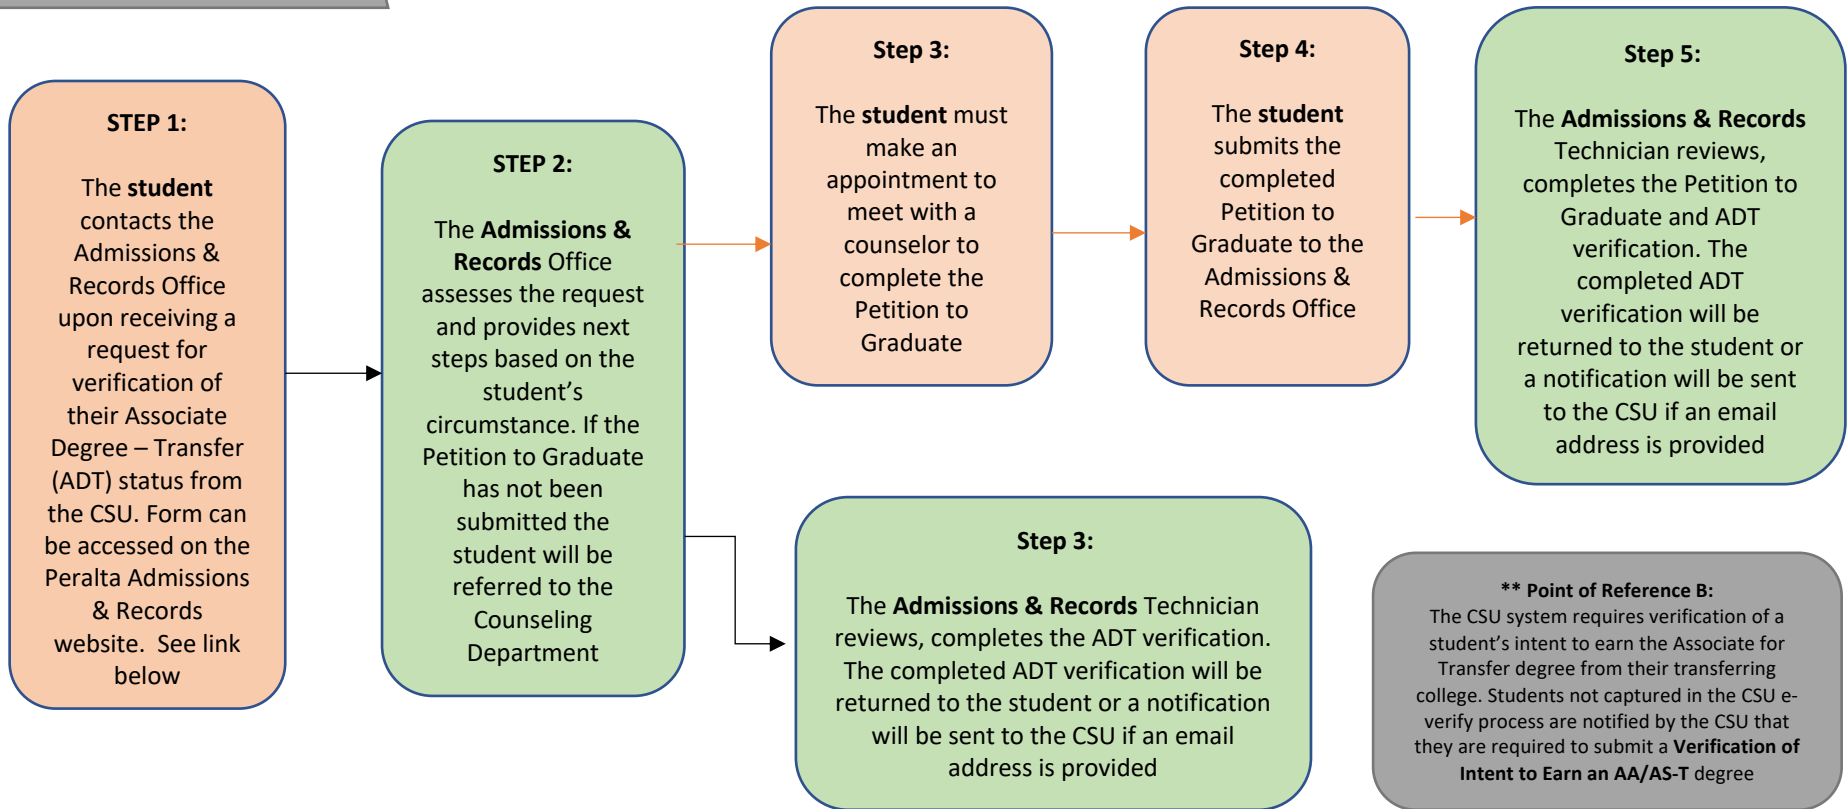 STEP 1:
The student
contacts the
Admissions &
Records Office
upon receiving a
request for
verification of
their Associate
Degree – Transfer
(ADT) status from
the CSU. Form can
be accessed on the
Peralta Admissions
& Records
website.  See link
below
STEP 2:
The Admissions &
Records Office
assesses the request
and provides next
steps based on the
student’s
circumstance. If the
Petition to Graduate
has not been
submitted the
student will be
referred to the
Counseling
Department
Step 3:
The student must
make an
appointment to
meet with a
counselor to
complete the
Petition to
Graduate
Step 4:
The student
submits the
completed
Petition to
Graduate to the
Admissions &
Records Office
Step 5:
The Admissions & Records
Technician reviews,
completes the Petition to
Graduate and ADT
verification. The
completed ADT
verification will be
returned to the student or
a notification will be sent
to the CSU if an email
address is provided
Step 3:
The Admissions & Records Technician
reviews, completes the ADT verification.
The completed ADT verification will be
returned to the student or a notification
will be sent to the CSU if an email
address is provided
** Point of Reference B:
The CSU system requires verification of a
student’s intent to earn the Associate for
Transfer degree from their transferring
college. Students not captured in the CSU e-
verify process are notified by the CSU that
they are required to submit a Verification of
Intent to Earn an AA/AS-T degree